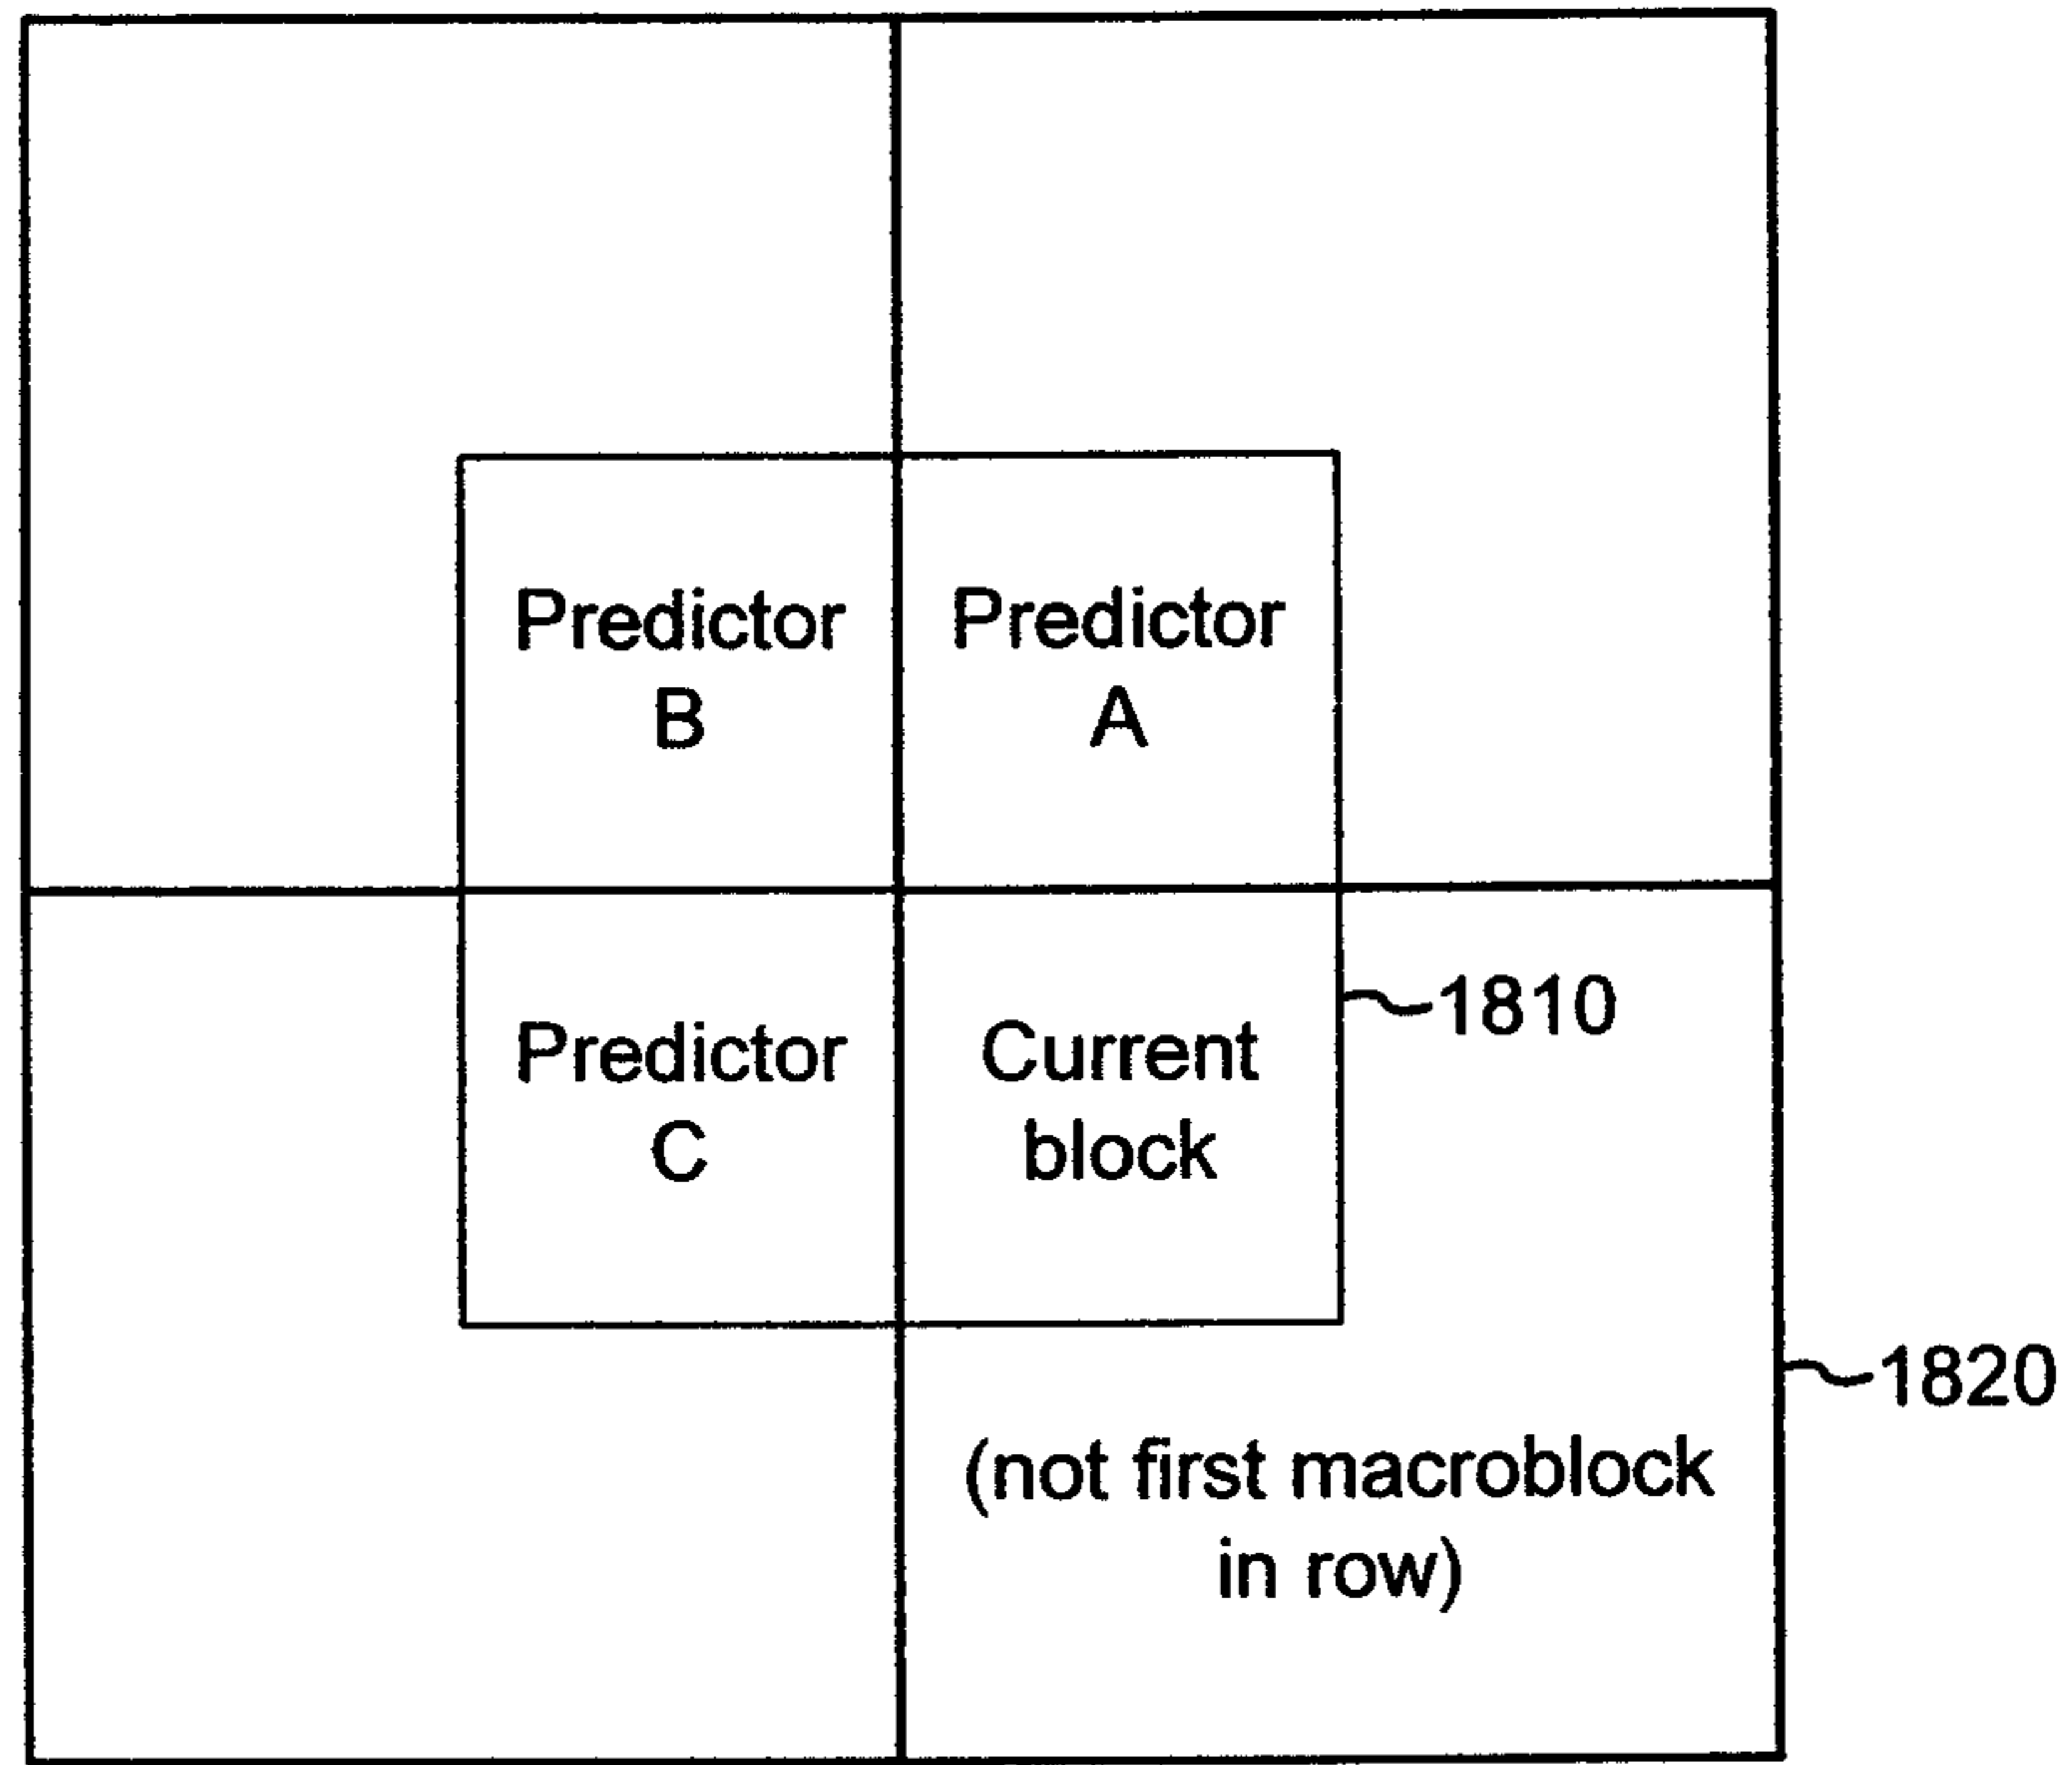 Predictor
B
Predictor
A
Predictor
C
Current
block
1810
1820
(not first macroblock
in row)